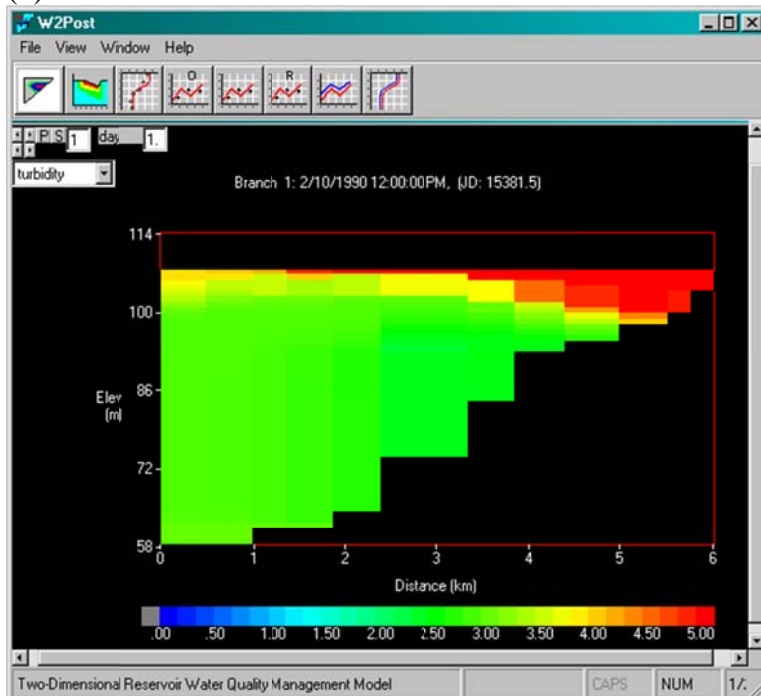 W2Post
File View Window Help
O R
P S 1 day 1.
turbidity
Branch 1: 2/10/1990 12:00:00PM, (JD: 15381.5)
114
100
86
72
58
Elev
(m)
0 1 2 3 4 5 6
Distance (km)
.00 .50 1.00 1.50 2.00 2.50 3.00 3.50 4.00 4.50 5.00
Two-Dimensional Reservoir Water Quality Management Model CAPS NUM